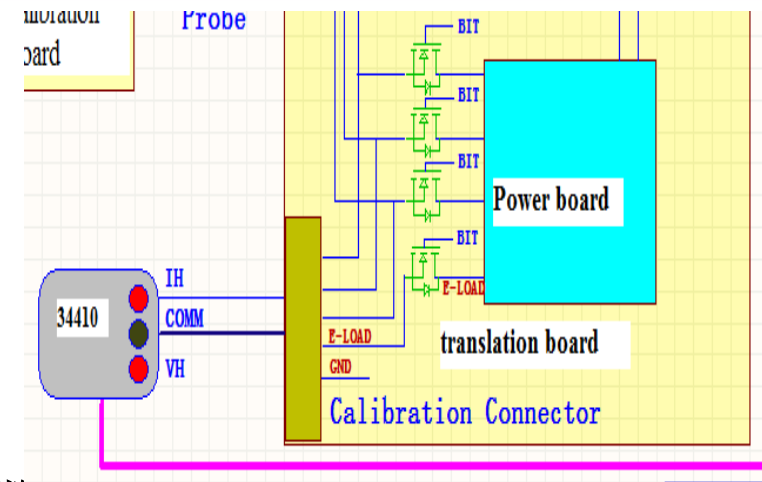 Probe
oard
BIT
BIT
BIT
Power board
BIT
E-LOAD
IH
34410
COMM
E-LOAD
translation board
VH
GND
Calibration Connector